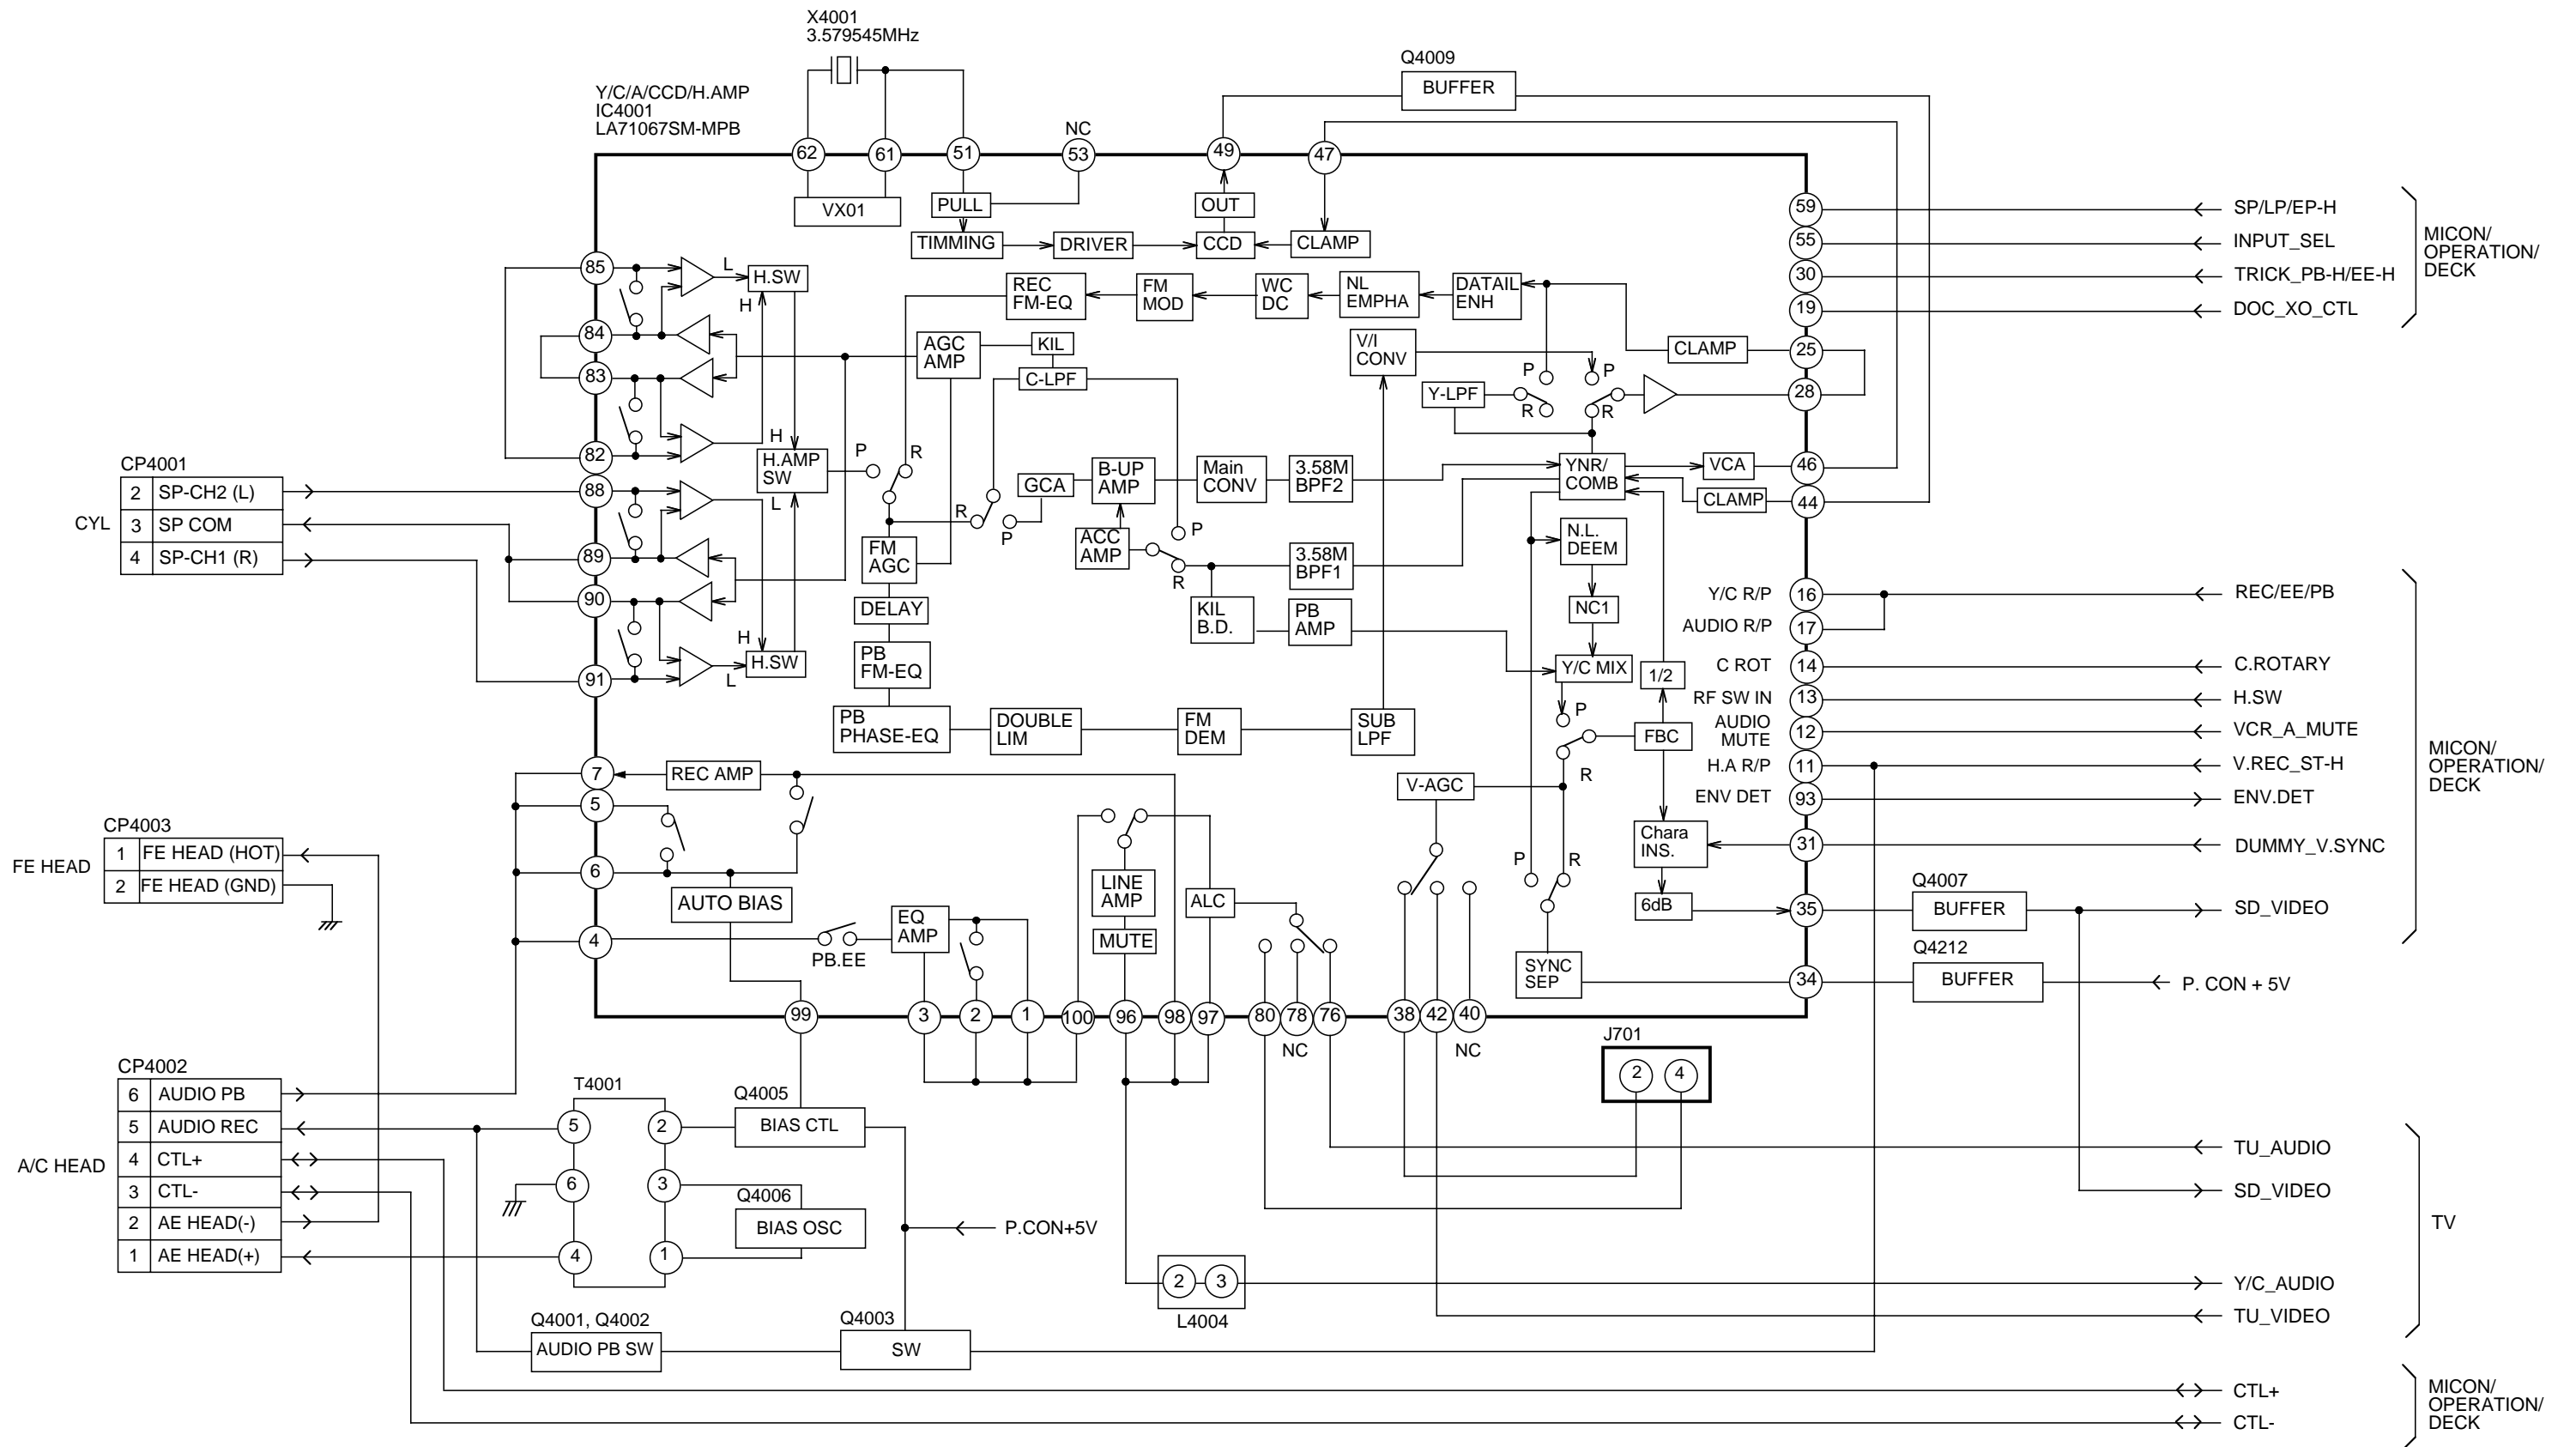 X4001
3.579545MHz
Q4009
BUFFER
Y/C/A/CCD/H.AMP
IC4001
LA71067SM-MPB
NC
62
61
51
53
49
47
VX01
PULL
OUT
TIMMING
DRIVER
CCD
CLAMP
59
SP/LP/EP-H
55
INPUT_SEL
30
TRICK_PB-H/EE-H
19
DOC_XO_CTL
MICON/
OPERATION/
DECK
85
L
H.SW
H
84
83
82
REC
FM-EQ
FM
MOD
WC
DC
NL
EMPHA
DATAIL
ENH
AGC
AMP
KIL
C-LPF
V/I
CONV
CLAMP
25
28
P
P
Y-LPF
R
R
H
H.AMP
SW
L
P
R
CP4001
2 SP-CH2 (L)
CYL
3 SP COM
4 SP-CH1 (R)
88
89
90
91
H
L
H.SW
GCA
B-UP
AMP
Main
CONV
3.58M
BPF2
YNR/
COMB
VCA
46
CLAMP
44
R
P
P
FM
AGC
ACC
AMP
R
3.58M
BPF1
N.L.
DEEM
DELAY
KIL
B.D.
PB
AMP
NC1
PB
FM-EQ
Y/C MIX
1/2
PB
PHASE-EQ
DOUBLE
LIM
FM
DEM
SUB
LPF
P
FBC
R
Y/C R/P
16
REC/EE/PB
AUDIO R/P
17
C ROT
14
C.ROTARY
RF SW IN
13
H.SW
AUDIO
MUTE
12
VCR_A_MUTE
H.A R/P
11
V.REC_ST-H
ENV DET
93
ENV.DET
31
DUMMY_V.SYNC
MICON/
OPERATION/
DECK
7
REC AMP
5
6
4
AUTO BIAS
PB.EE
EQ
AMP
LINE
AMP
MUTE
ALC
V-AGC
Chara
INS.
P
R
6dB
35
Q4007
BUFFER
SD_VIDEO
SYNC
SEP
34
Q4212
BUFFER
P. CON + 5V
CP4003
FE HEAD
1 FE HEAD (HOT)
2 FE HEAD (GND)
99
3
2
1
100
96
98
97
80
78
76
38
42
40
NC
NC
J701
2
4
CP4002
A/C HEAD
6 AUDIO PB
5 AUDIO REC
4 CTL+
3 CTL-
2 AE HEAD(-)
1 AE HEAD(+)
T4001
5
2
6
3
4
1
Q4005
BIAS CTL
Q4006
BIAS OSC
P.CON+5V
Q4001, Q4002
AUDIO PB SW
Q4003
SW
2
3
L4004
TU_AUDIO
SD_VIDEO
TV
Y/C_AUDIO
TU_VIDEO
CTL+
CTL-
MICON/
OPERATION/
DECK